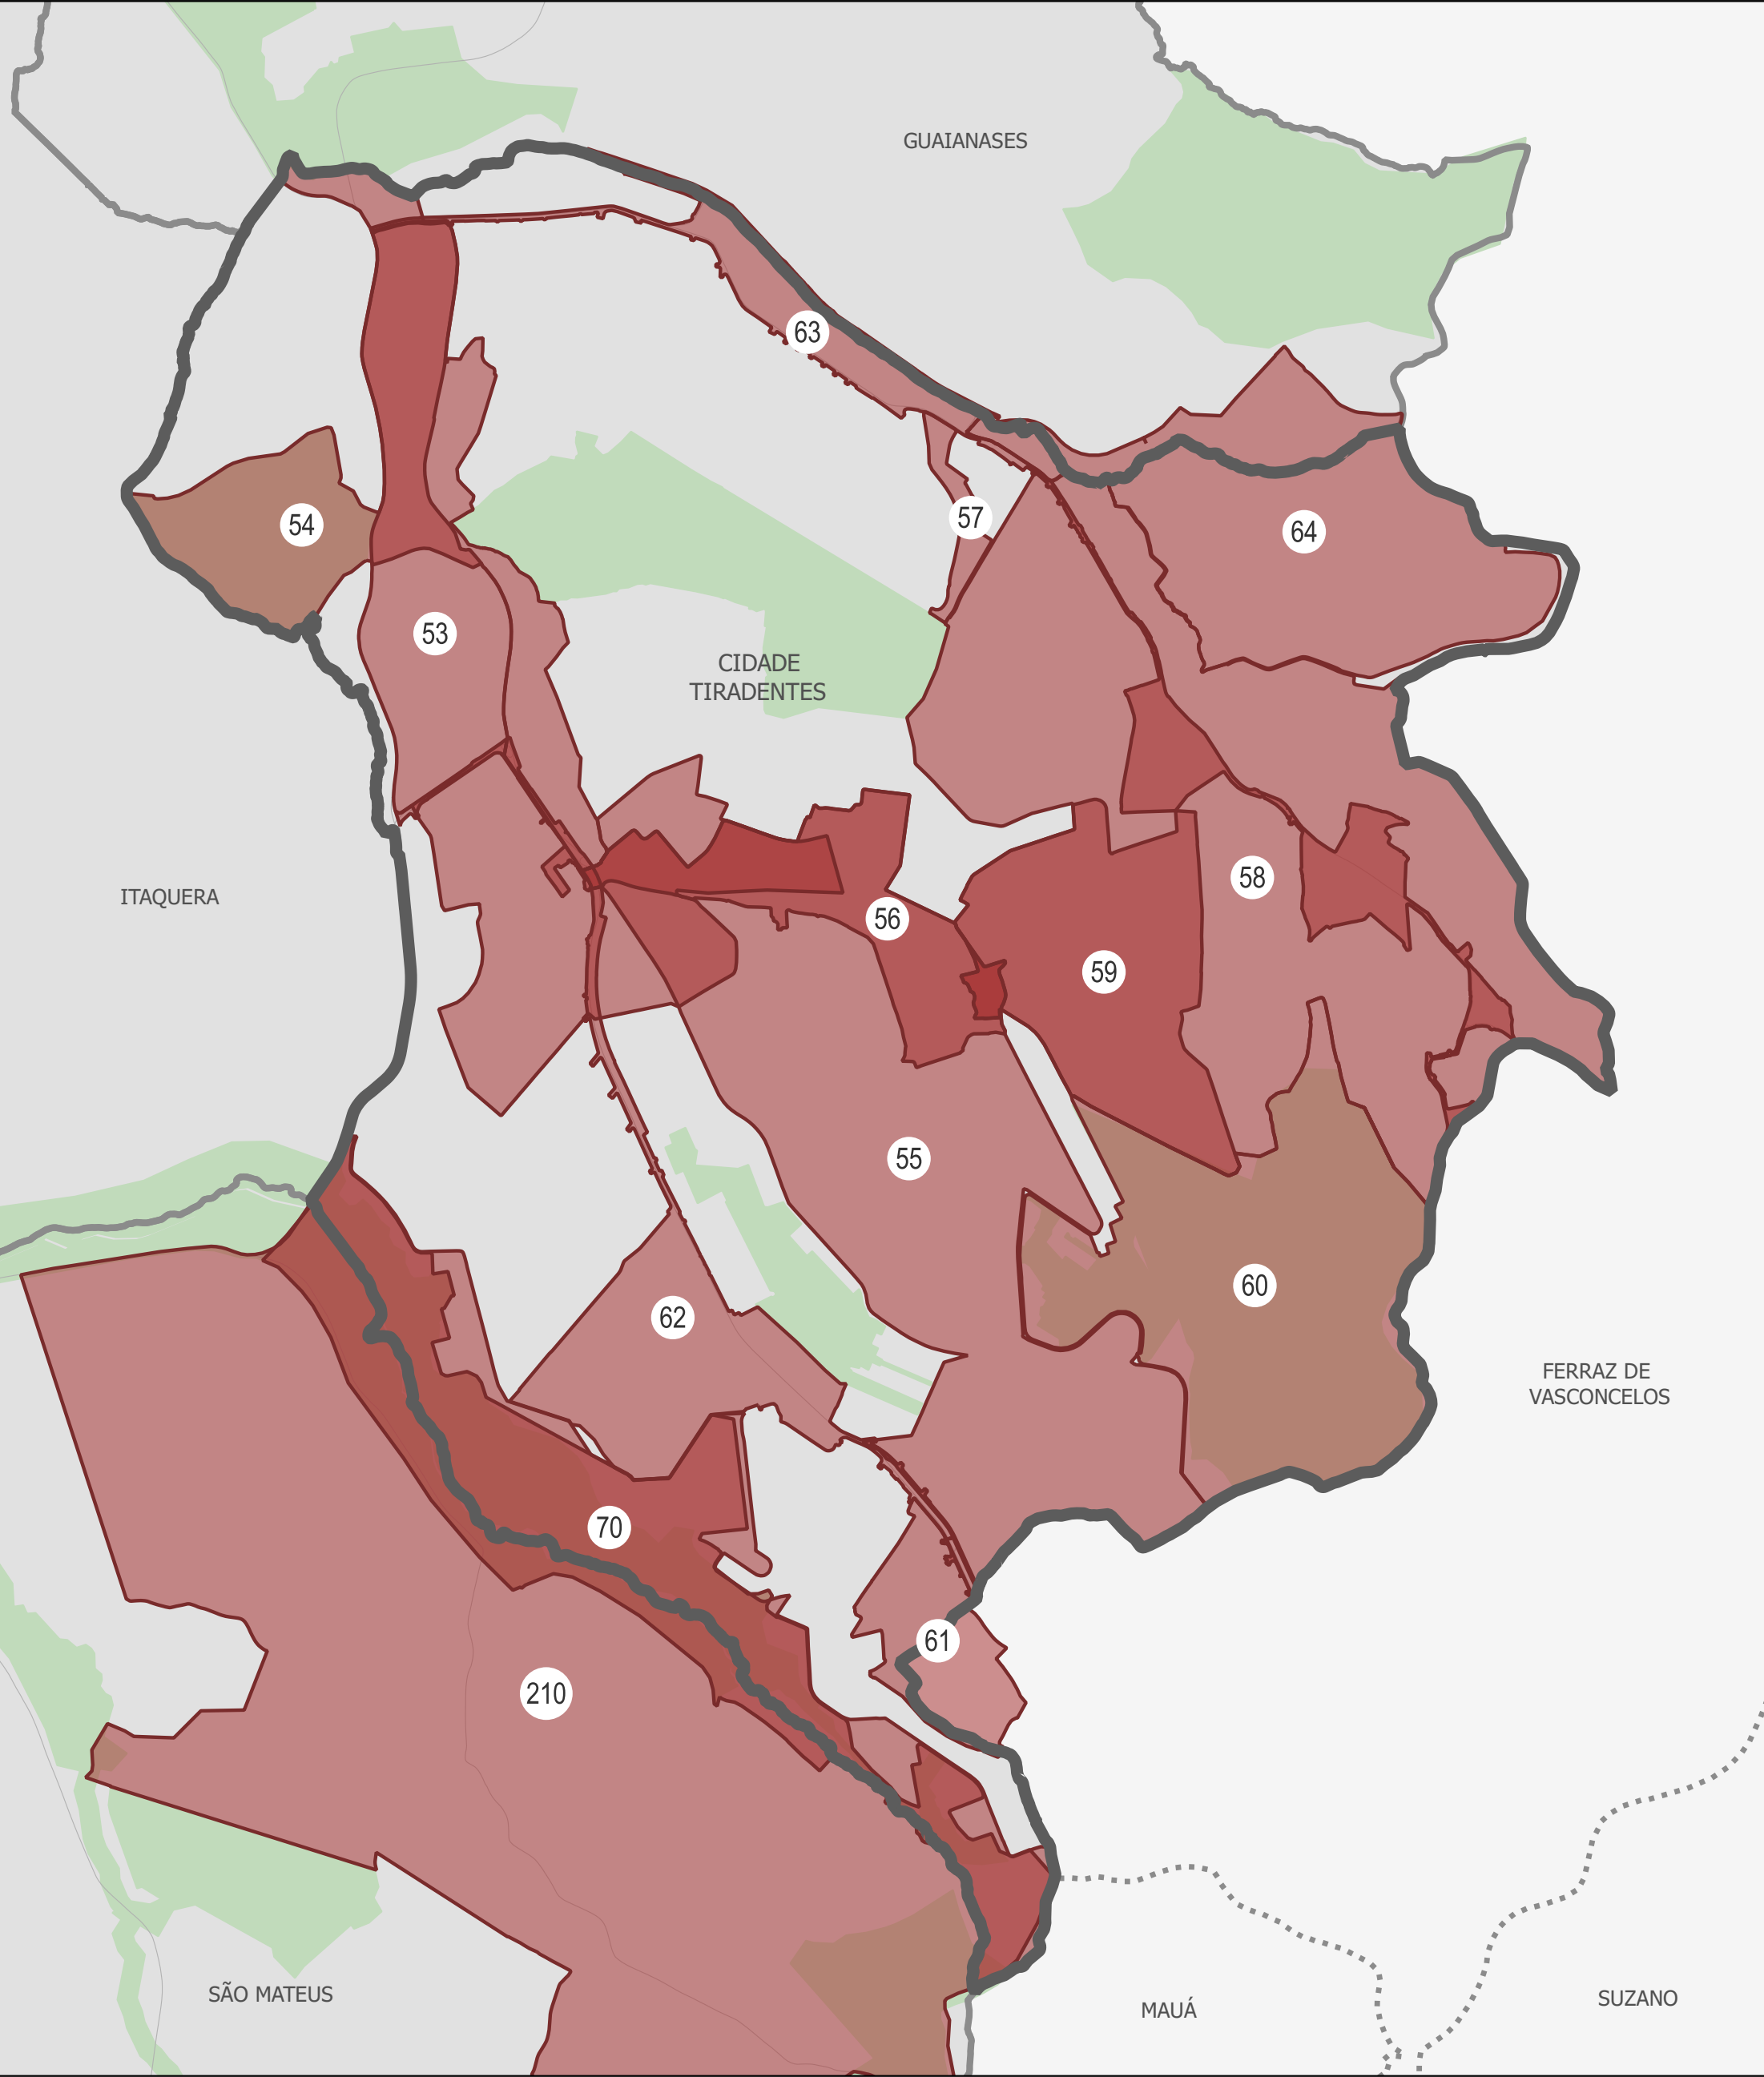 GUAIANASES
63
54
57
64
53
CIDADE
TIRADENTES
ITAQUERA
58
56
59
55
60
62
FERRAZ DE
VASCONCELOS
70
61
210
SÃO MATEUS
MAUÁ
SUZANO